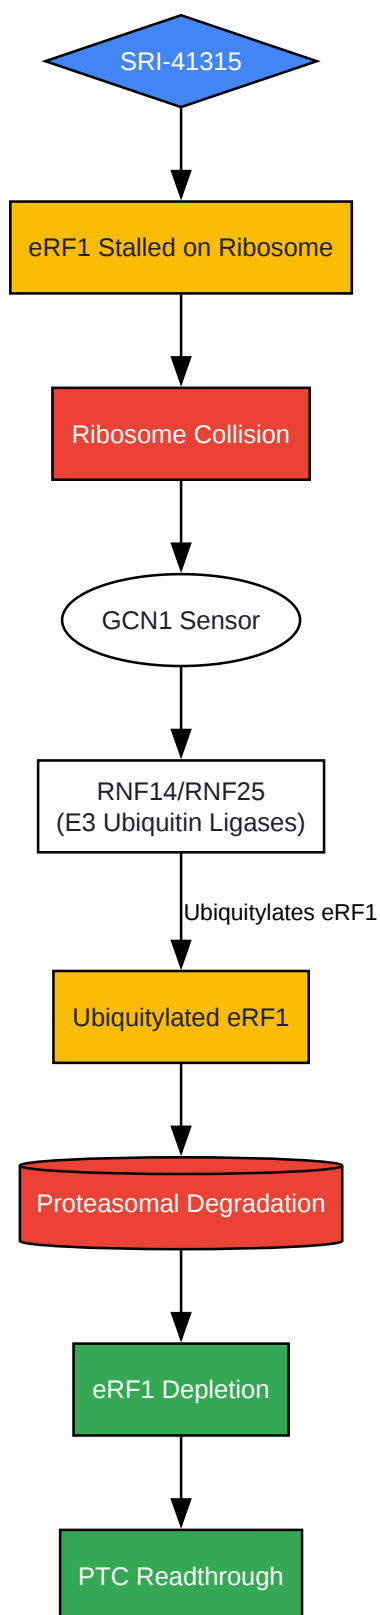 SRI-41315
eRF1 Stalled on Ribosome
Ribosome Collision
GCN1 Sensor
RNF14/RNF25
(E3 Ubiquitin Ligases)
Ubiquitylates eRF1
Ubiquitylated eRF1
Proteasomal Degradation
eRF1 Depletion
PTC Readthrough